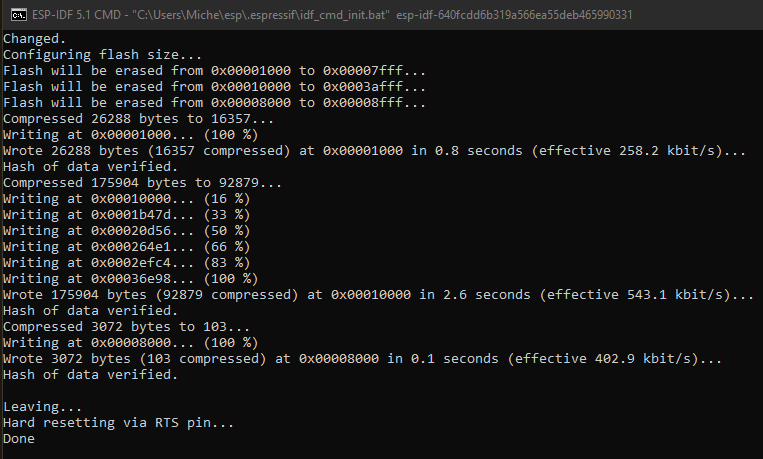 ESP-IDF 5.1 CMD - "C:\Users\Miche\esp\.espressif\idf_cmd_init.bat" esp-idf-640fcdd6b319a566ea55deb465990331
Changed.
Configuring flash size...
Flash will be erased from 0x00001000 to 0x00007fff...
Flash will be erased from 0x00010000 to 0x0003afff...
Flash will be erased from 0x00008000 to 0x00008fff...
Compressed 26288 bytes to 16357...
Writing at 0x00001000... (100 %)
Wrote 26288 bytes (16357 compressed) at 0x00001000 in 0.8 seconds (effective 258.2 kbit/s)...
Hash of data verified.
Compressed 175904 bytes to 92879...
Writing at 0x00010000... (16 %)
Writing at 0x0001b47d... (33 %)
Writing at 0x00020d56... (50 %)
Writing at 0x000264e1... (66 %)
Writing at 0x0002efc4... (83 %)
Writing at 0x00036e98... (100 %)
Wrote 175904 bytes (92879 compressed) at 0x00010000 in 2.6 seconds (effective 543.1 kbit/s)...
Hash of data verified.
Compressed 3072 bytes to 103...
Writing at 0x00008000... (100 %)
Wrote 3072 bytes (103 compressed) at 0x00008000 in 0.1 seconds (effective 402.9 kbit/s)...
Hash of data verified.
Leaving...
Hard resetting via RTS pin...
Done